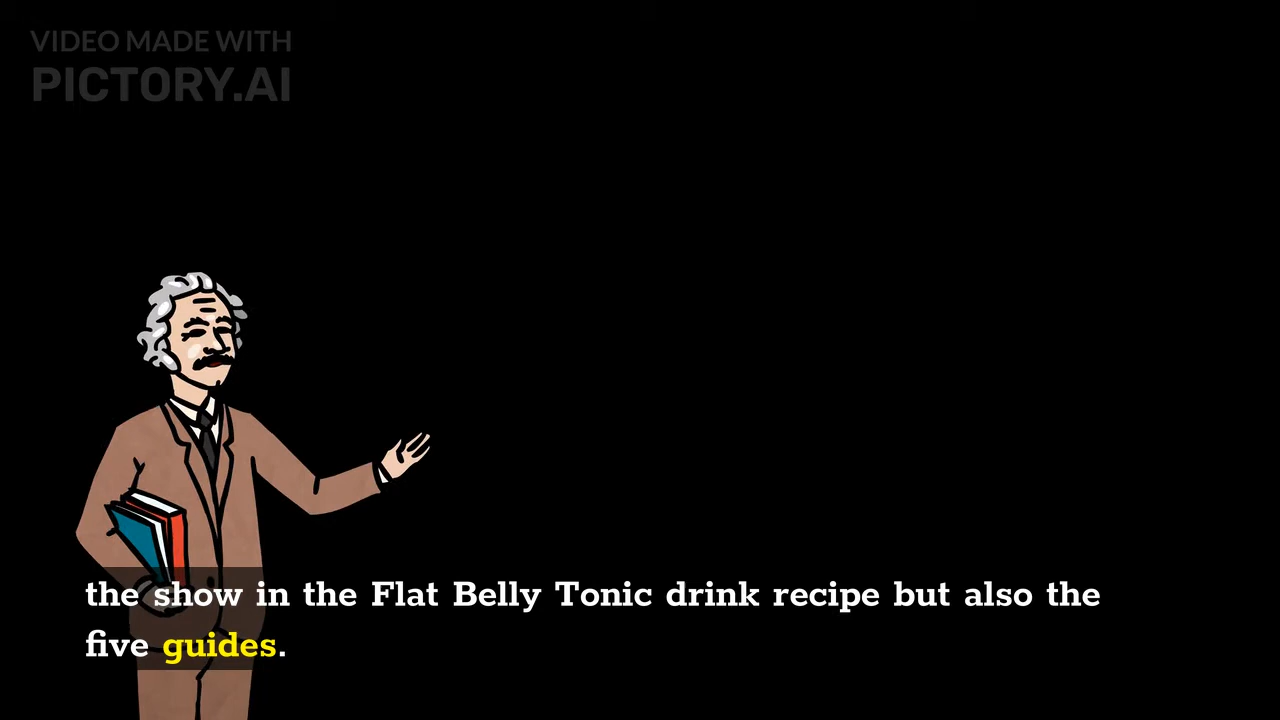 VIDEO MADE WITH
PICTORY.AI
the show in the Flat Belly Tonic drink recipe but also the
five guides.